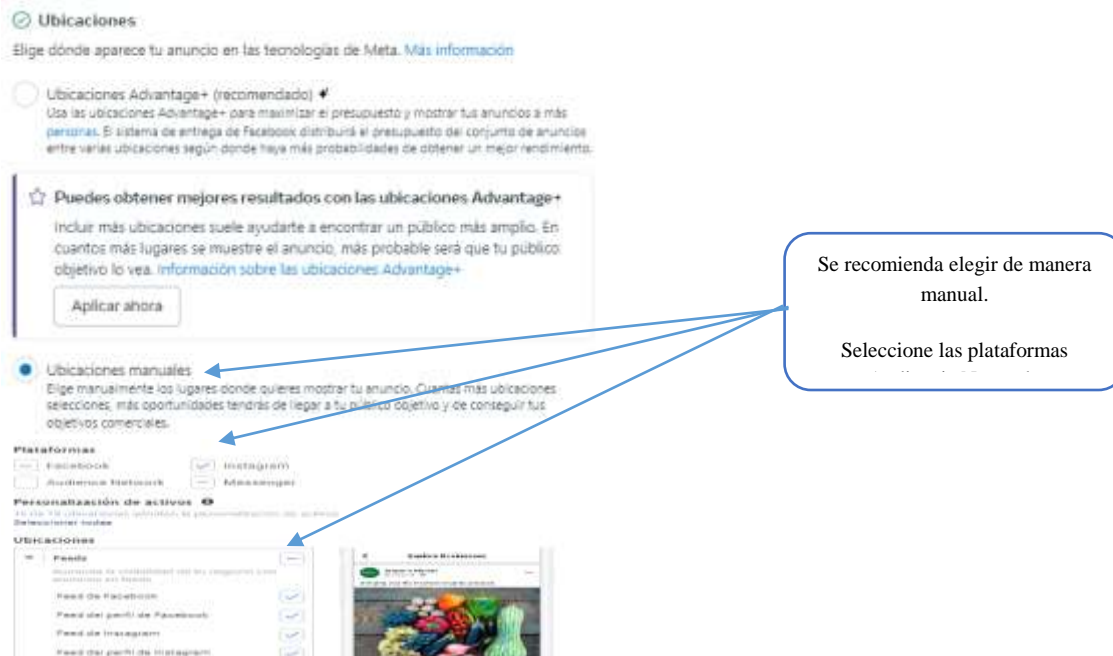 Ubicaciones
Elige dónde aparece tu anuncio en las tecnologías de Meta. Más información
Ubicaciones Advantage+ (recomendado)
Usa las ubicaciones Advantage+ para maximizar el presupuesto y mostrar tus anuncios a más
personas. El sistema de entrega de Facebook distribuirá el presupuesto del conjunto de anuncios
entre varias ubicaciones según donde haya más probabilidades de obtener un mejor rendimiento.
Puedes obtener mejores resultados con las ubicaciones Advantage+
Incluir más ubicaciones suele ayudarte a encontrar un público más amplio. En
cuantos más lugares se muestre el anuncio, más probable será que tu público
objetivo lo vea. Información sobre las ubicaciones Advantage+
Aplicar ahora
Se recomienda elegir de manera
manual.
Seleccione las plataformas
Ubicaciones manuales
Elige manualmente los lugares donde quieres mostrar tu anuncio. Cuantas más ubicaciones
selecciones, más oportunidades tendrás de llegar a tu público objetivo y de conseguir tus
objetivos comerciales.
Plataformas
Facebook
Instagram
Audience Network
Messenger
Personalización de activos
Seleccionar todas
Ubicaciones
Feeds
Feed de Facebook
Feed del perfil de Facebook
Feed de Instagram
Feed del perfil de Instagram